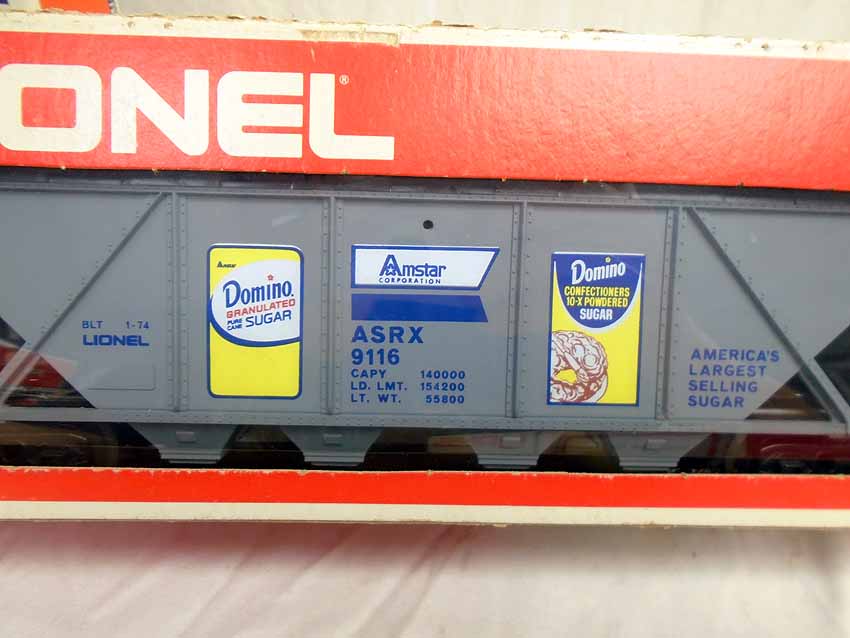 ONEL®
BLT 1-74
LIONEL
Amstar
Domino.
GRANULATED
PURE CANE SUGAR
Amstar
CORPORATION
ASRX
9116
CAPY 140000
LD. LMT. 154200
LT. WT. 55800
Domino
CONFECTIONERS
10-X POWDERED
SUGAR
AMERICA'S
LARGEST
SELLING
SUGAR